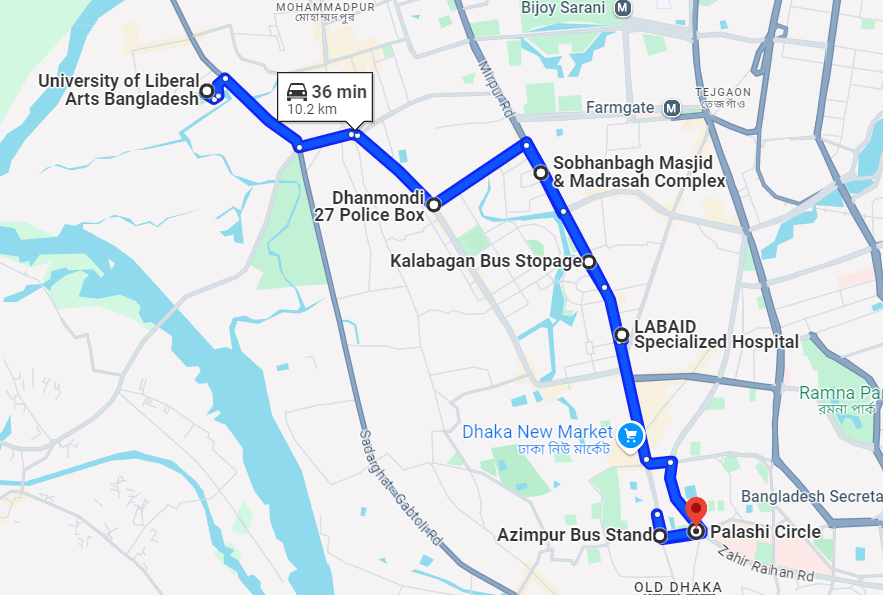 MOHAMMADPUR
মোহাম্মদপুর
Bijoy Sarani
M
University of Liberal
Arts Bangladesh
36 min
10.2 km
Mirpur Rd
TEJGAON
তেজগাঁও
Farmgate
M
Sobhanbagh Masjid
& Madrasah Complex
Dhanmondi
27 Police Box
Kalabagan Bus Stopage
LABAID
Specialized Hospital
Ramna Pa
রমনা পার্ক
Dhaka New Market
ঢাকা নিউ মার্কেট
Sadarghat - Gabtoli Rd
Bangladesh Secreta
Azimpur Bus Stand
Palashi Circle
Zahir Raihan Rd
OLD DHAKA